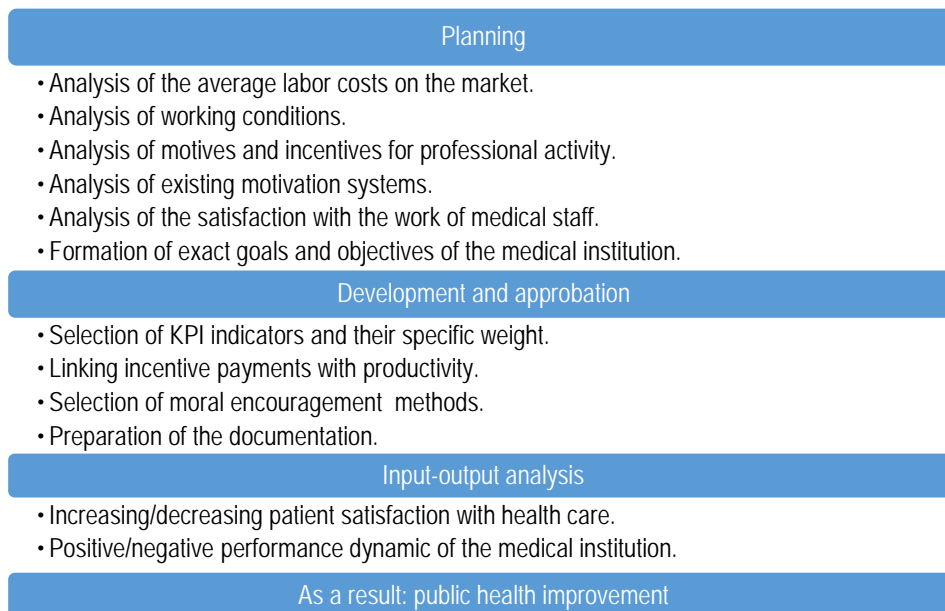 Planning
• Analysis of the average labor costs on the market.
• Analysis of working conditions.
• Analysis of motives and incentives for professional activity.
• Analysis of existing motivation systems.
• Analysis of the satisfaction with the work of medical staff.
• Formation of exact goals and objectives of the medical institution.
Development and approbation
• Selection of KPI indicators and their specific weight.
• Linking incentive payments with productivity.
• Selection of moral encouragement methods.
• Preparation of the documentation.
Input-output analysis
• Increasing/decreasing patient satisfaction with health care.
• Positive/negative performance dynamic of the medical institution.
As a result: public health improvement